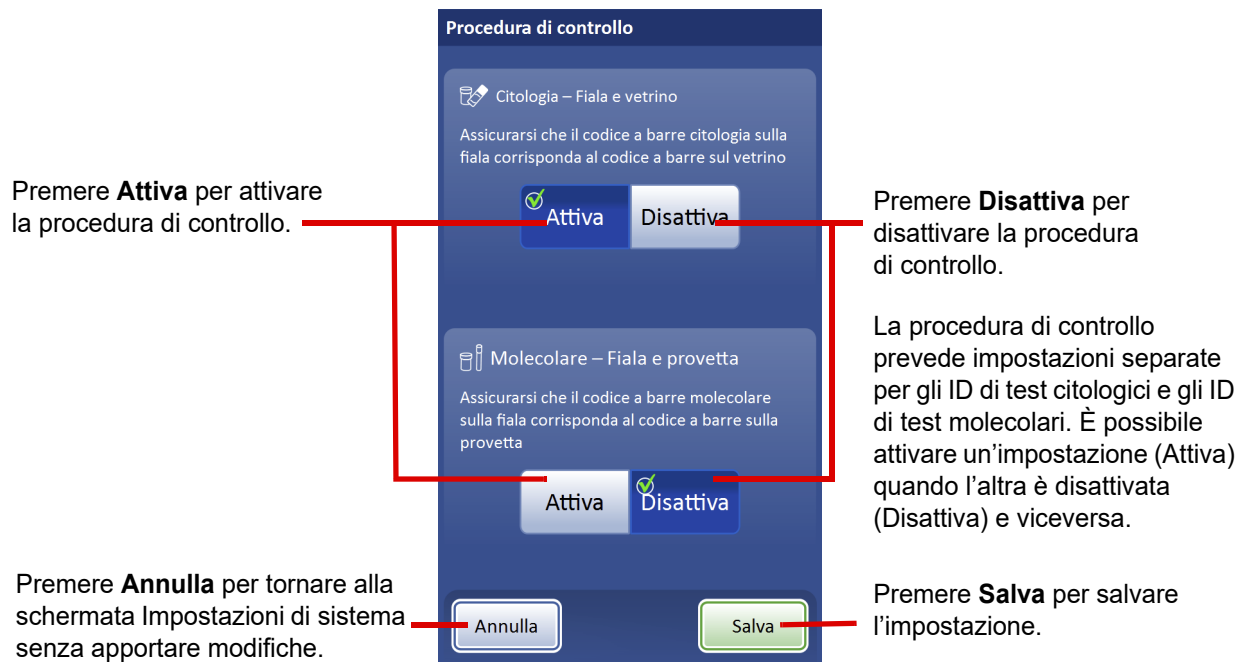 Procedura di controllo
Citologia – Fiala e vetrino
Assicurarsi che il codice a barre citologia sulla
fiala corrisponda al codice a barre sul vetrino
Attiva
Disattiva
Premere Attiva per attivare
la procedura di controllo.
Premere Disattiva per
disattivare la procedura
di controllo.
La procedura di controllo
prevede impostazioni separate
per gli ID di test citologici e gli ID
di test molecolari. È possibile
attivare un’impostazione (Attiva)
quando l’altra è disattivata
(Disattiva) e viceversa.
Molecolare – Fiala e provetta
Assicurarsi che il codice a barre molecolare
sulla fiala corrisponda al codice a barre sulla
provetta
Attiva
Disattiva
Premere Annulla per tornare alla
schermata Impostazioni di sistema
senza apportare modifiche.
Annulla
Salva
Premere Salva per salvare
l’impostazione.